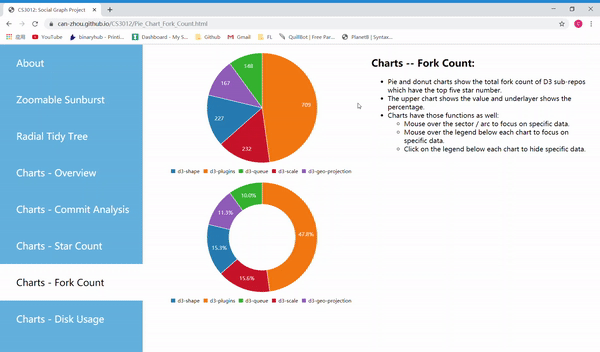 CS3012: Social Graph Project
can-zhou.github.io/CS3012/Pie_Chart_Fork_Count.html
应用 YouTube binaryhub - Printi... Dashboard - My S... Github Gmail FL QuillBot | Free Par... PlanetB | Syntax...
About
Zoomable Sunburst
Radial Tidy Tree
Charts - Overview
Charts - Commit Analysis
Charts - Star Count
Charts - Fork Count
Charts - Disk Usage
148
167
709
227
232
d3-shape d3-plugins d3-queue d3-scale d3-geo-projection
10.0%
11.3%
47.8%
15.3%
15.6%
d3-shape d3-plugins d3-queue d3-scale d3-geo-projection
Charts -- Fork Count:
Pie and donut charts show the total fork count of D3 sub-repos
which have the top five star number.
The upper chart shows the value and underlayer shows the
percentage.
Charts have those functions as well:
Mouse over the sector / arc to focus on specific data.
Mouse over the legend below each chart to focus on
specific data.
Click on the legend below each chart to hide specific data.